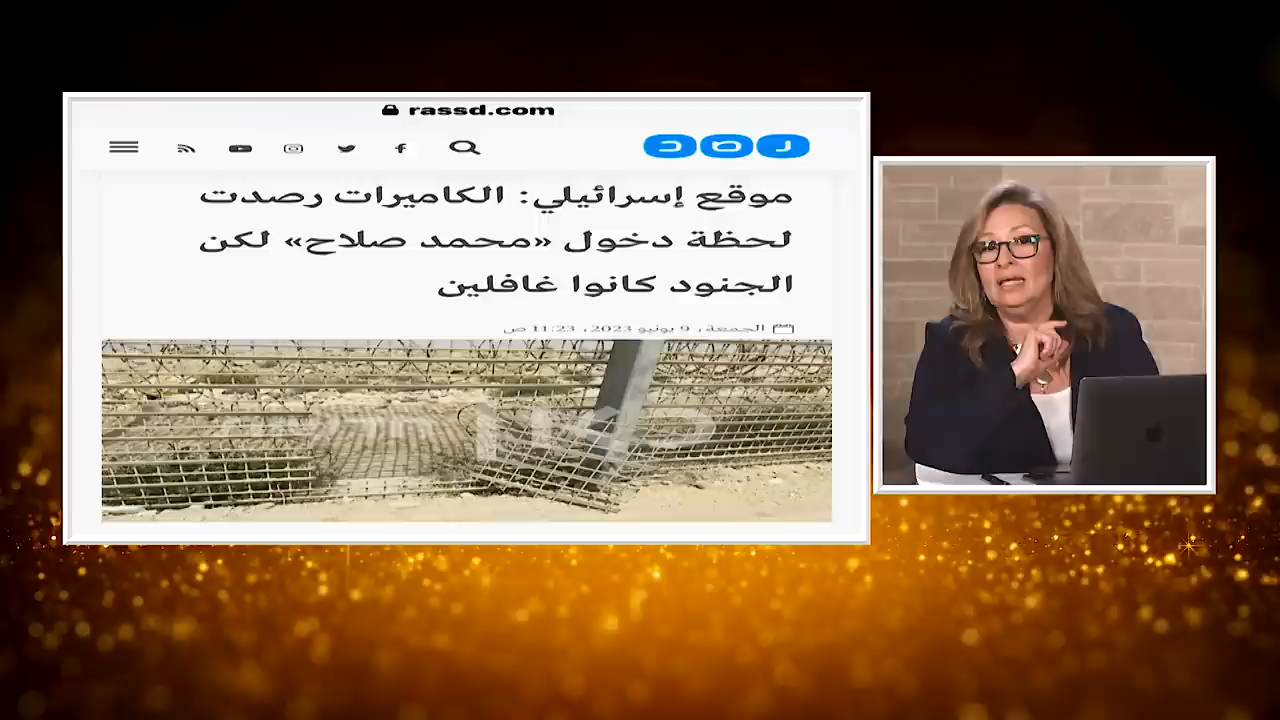 rassd.com
رصد
موقع إسرائيلي: الكاميرات رصدت
لحظة دخول «محمد صلاح» لكن
الجنود كانوا غافلين
الجمعة، ٩ يونيو 2023، 11:23 ص